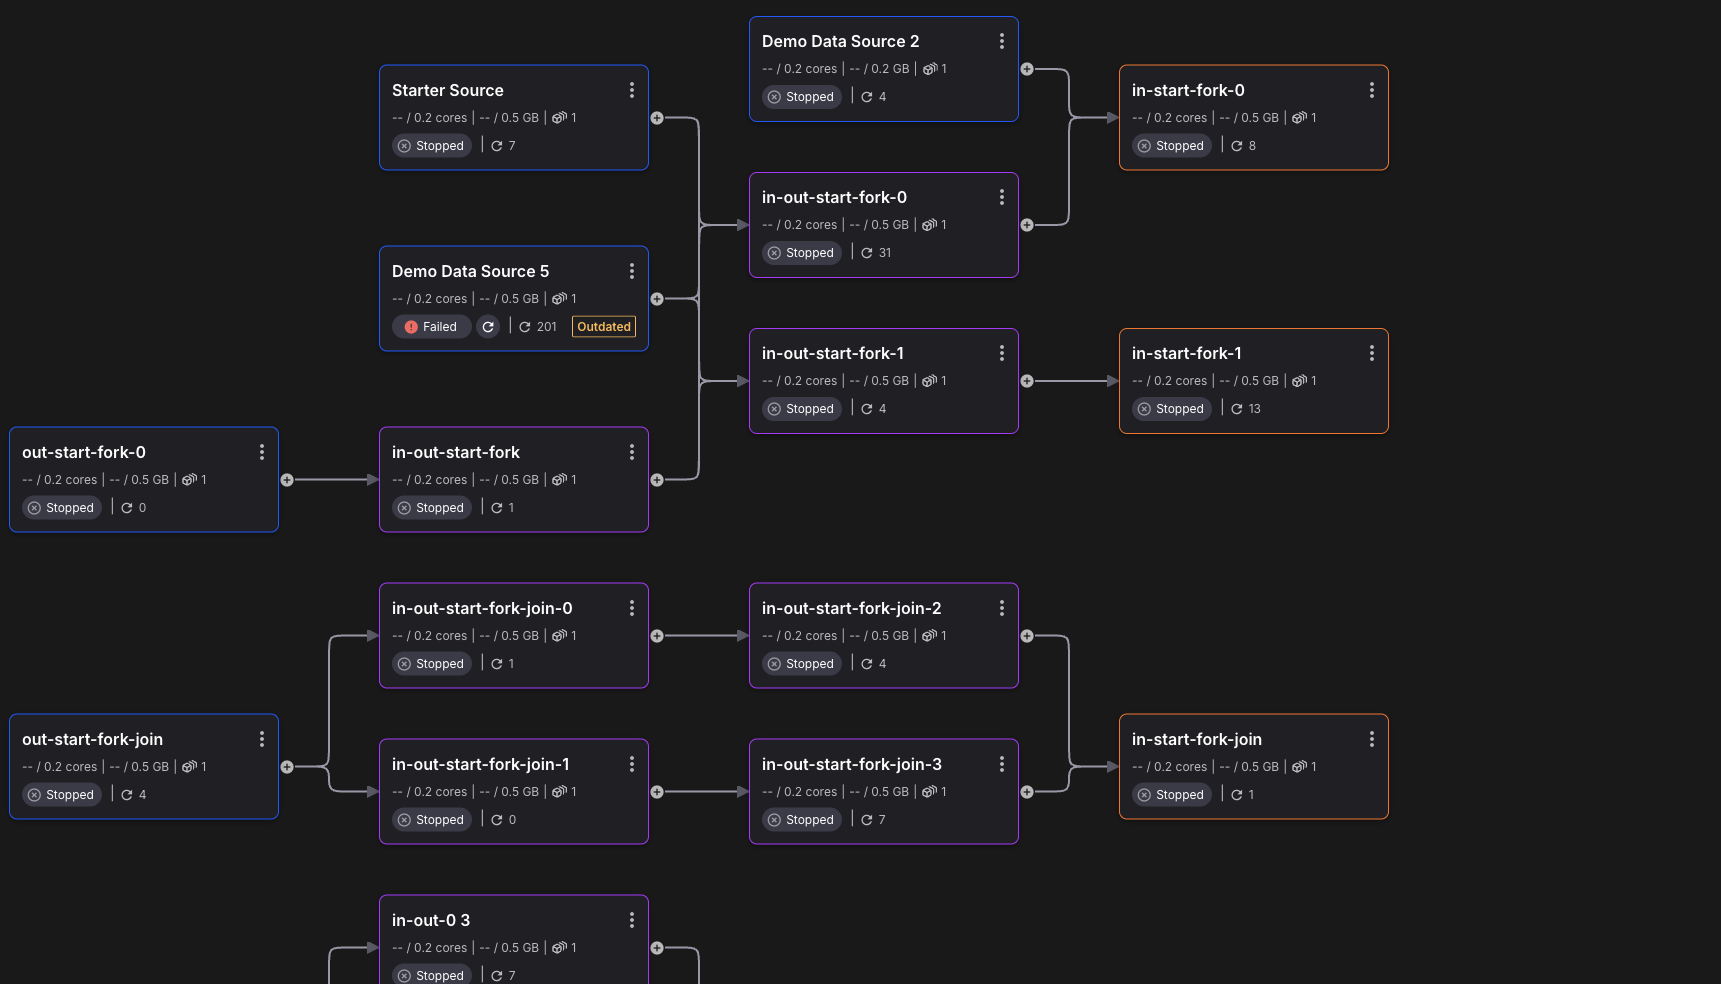 Demo Data Source 2
-- / 0.2 cores | -- / 0.2 GB | 1
Stopped | 4
Starter Source
-- / 0.2 cores | -- / 0.5 GB | 1
Stopped | 7
in-start-fork-0
-- / 0.2 cores | -- / 0.5 GB | 1
Stopped | 8
in-out-start-fork-0
-- / 0.2 cores | -- / 0.5 GB | 1
Stopped | 31
Demo Data Source 5
-- / 0.2 cores | -- / 0.5 GB | 1
Failed | 201 Outdated
in-out-start-fork-1
-- / 0.2 cores | -- / 0.5 GB | 1
Stopped | 4
in-start-fork-1
-- / 0.2 cores | -- / 0.5 GB | 1
Stopped | 13
out-start-fork-0
-- / 0.2 cores | -- / 0.5 GB | 1
Stopped | 0
in-out-start-fork
-- / 0.2 cores | -- / 0.5 GB | 1
Stopped | 1
in-out-start-fork-join-0
-- / 0.2 cores | -- / 0.5 GB | 1
Stopped | 1
in-out-start-fork-join-2
-- / 0.2 cores | -- / 0.5 GB | 1
Stopped | 4
out-start-fork-join
-- / 0.2 cores | -- / 0.5 GB | 1
Stopped | 4
in-out-start-fork-join-1
-- / 0.2 cores | -- / 0.5 GB | 1
Stopped | 0
in-out-start-fork-join-3
-- / 0.2 cores | -- / 0.5 GB | 1
Stopped | 7
in-start-fork-join
-- / 0.2 cores | -- / 0.5 GB | 1
Stopped | 1
in-out-0 3
-- / 0.2 cores | -- / 0.5 GB | 1
Stopped | 7